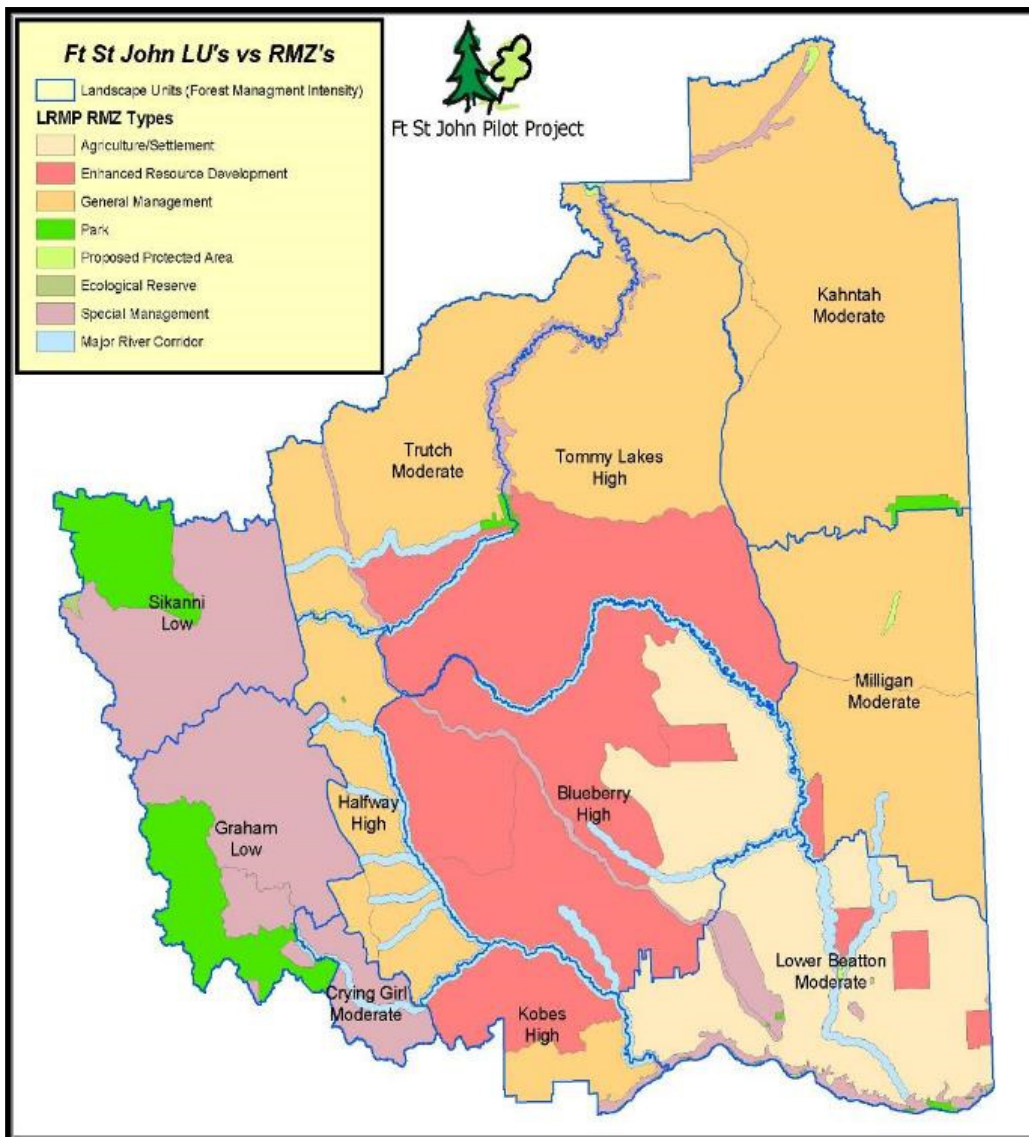 Ft St John LU's vs RMZ's
Landscape Units (Forest Managment Intensity)
LRMP RMZ Types
Agriculture/Settlement
Enhanced Resource Development
General Management
Park
Proposed Protected Area
Ecological Reserve
Special Management
Major River Corridor
Ft St John Pilot Project
Kahntah
Moderate
Trutch
Moderate
Tommy Lakes
High
Sikanni
Low
Milligan
Moderate
Blueberry
High
Halfway
High
Graham
Low
Lower Beatton
Moderate
Crying Girl
Moderate
Kobes
High